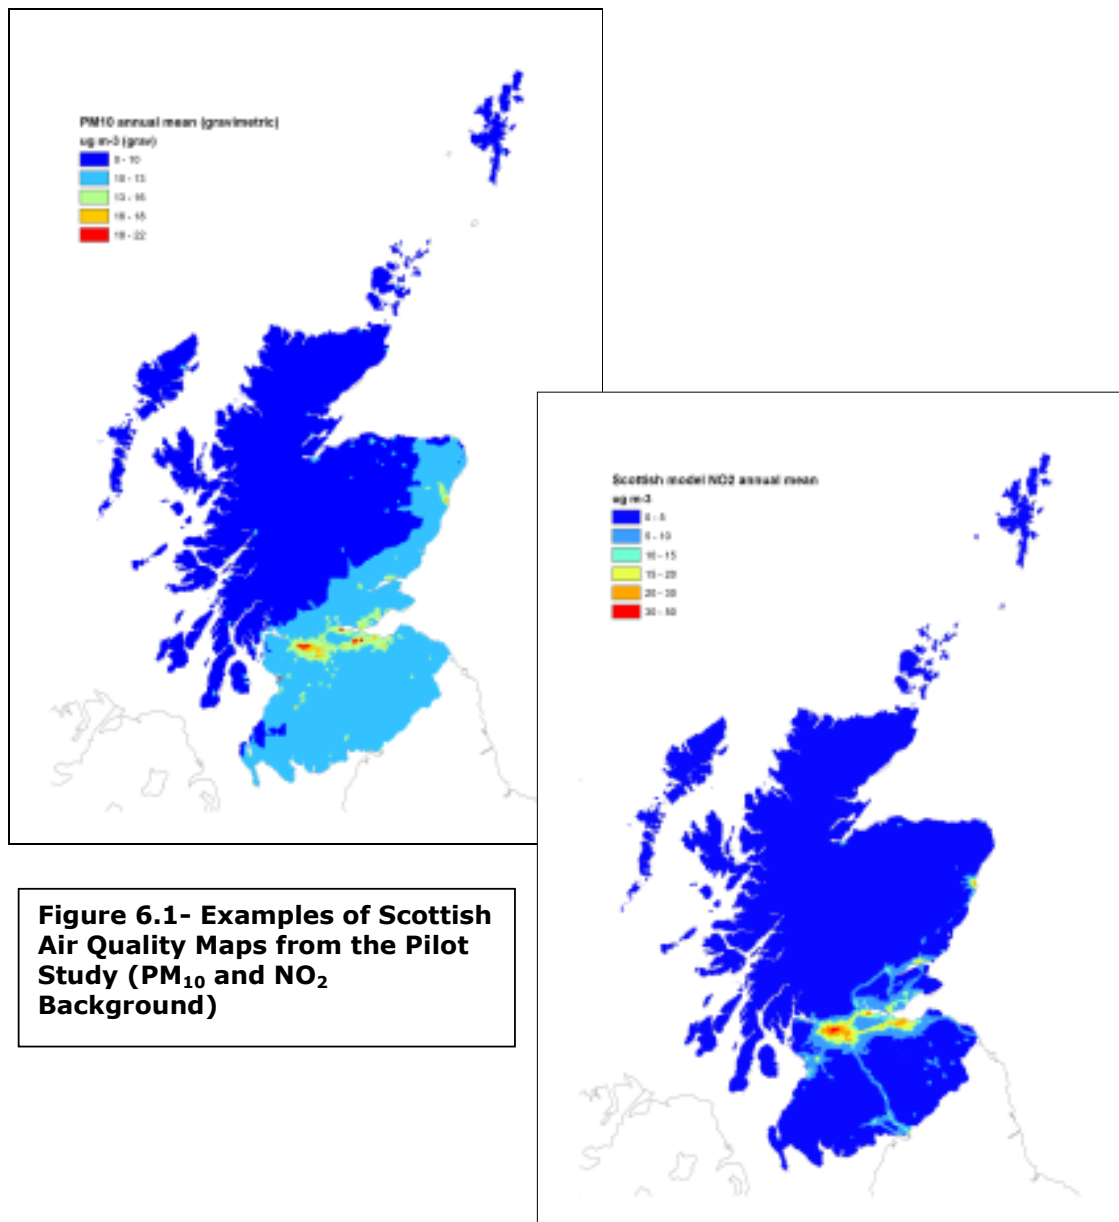 PM10 annual mean (gravimetric)
ug m-3 (grav)
0 - 10
10 - 13
13 - 16
16 - 18
18 - 22
Scottish model NO2 annual mean
ug m-3
0 - 5
5 - 10
10 - 15
15 - 20
20 - 30
30 - 50
Figure 6.1- Examples of Scottish
Air Quality Maps from the Pilot
Study (PM₁₀ and NO₂
Background)